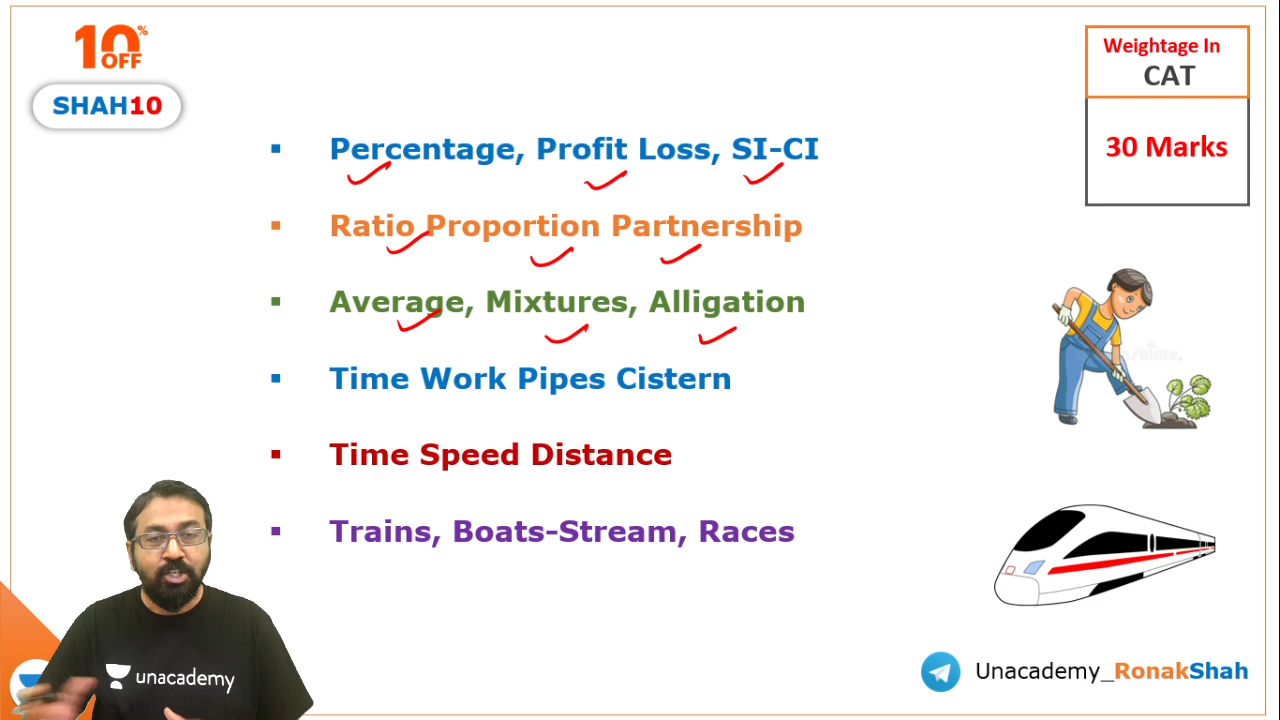 10% OFF
SHAH10
Weightage In
CAT
30 Marks
▪ Percentage, Profit Loss, SI-CI
▪ Ratio Proportion Partnership
▪ Average, Mixtures, Alligation
▪ Time Work Pipes Cistern
▪ Time Speed Distance
▪ Trains, Boats-Stream, Races
unacademy
Unacademy_RonakShah